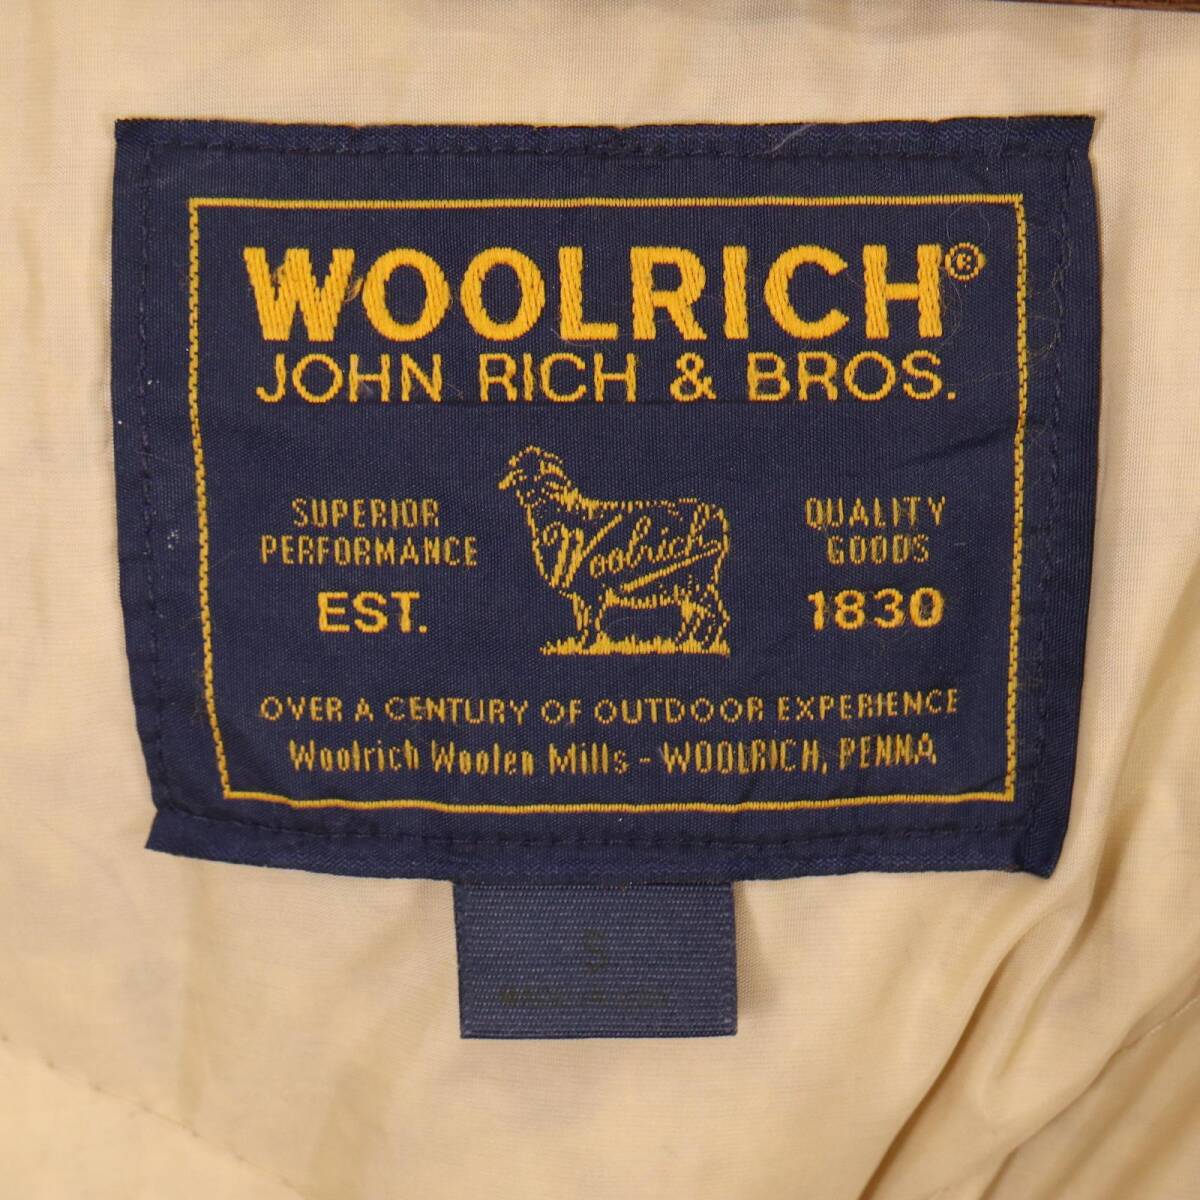 WOOLRICH®
JOHN RICH & BROS.
SUPERIOR
PERFORMANCE
EST.
Woolrich
QUALITY
GOODS
1830
OVER A CENTURY OF OUTDOOR EXPERIENCE
Woolrich Woolen Mills - WOOLRICH, PENNA
S